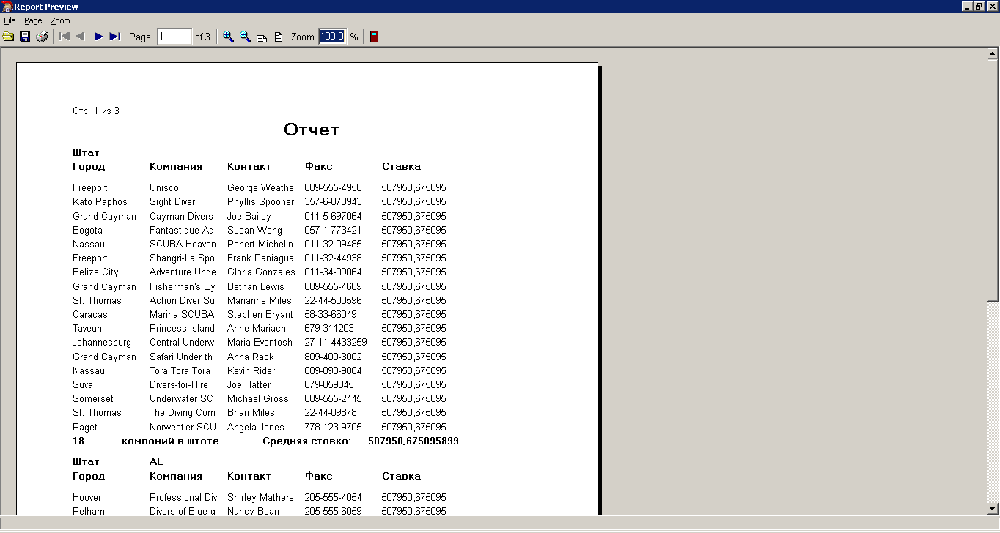 Report Preview
File Page Zoom
Page 1 of 3 Zoom 100.0 %
Стр. 1 из 3
Отчет
Штат
Город Компания Контакт Факс Ставка
Freeport Unisco George Weathe 809-555-4958 507950,675095
Kato Paphos Sight Diver Phyllis Spooner 357-6-870943 507950,675095
Grand Cayman Cayman Divers Joe Bailey 011-5-697064 507950,675095
Bogota Fantastique Aq Susan Wong 057-1-773421 507950,675095
Nassau SCUBA Heaven Robert Michelin 011-32-09485 507950,675095
Freeport Shangri-La Spo Frank Paniagua 011-32-44938 507950,675095
Belize City Adventure Unde Gloria Gonzales 011-34-09064 507950,675095
Grand Cayman Fisherman's Ey Bethan Lewis 809-555-4689 507950,675095
St. Thomas Action Diver Su Marianne Miles 22-44-500596 507950,675095
Caracas Marina SCUBA Stephen Bryant 58-33-66049 507950,675095
Taveuni Princess Island Anne Mariachi 679-311203 507950,675095
Johannesburg Central Underw Maria Eventosh 27-11-4433259 507950,675095
Grand Cayman Safari Under th Anna Rack 809-409-3002 507950,675095
Nassau Tora Tora Tora Kevin Rider 809-898-9864 507950,675095
Suva Divers-for-Hire Joe Hatter 679-059345 507950,675095
Somerset Underwater SC Michael Gross 809-555-2445 507950,675095
St. Thomas The Diving Com Brian Miles 22-44-09878 507950,675095
Paget Norwest'er SCU Angela Jones 778-123-9705 507950,675095
18 компаний в штате. Средняя ставка: 507950,675095899
Штат AL
Город Компания Контакт Факс Ставка
Hoover Professional Div Shirley Mathers 205-555-4054 507950,675095
Pelham Divers of Blue-g Nancy Bean 205-555-6059 507950,675095